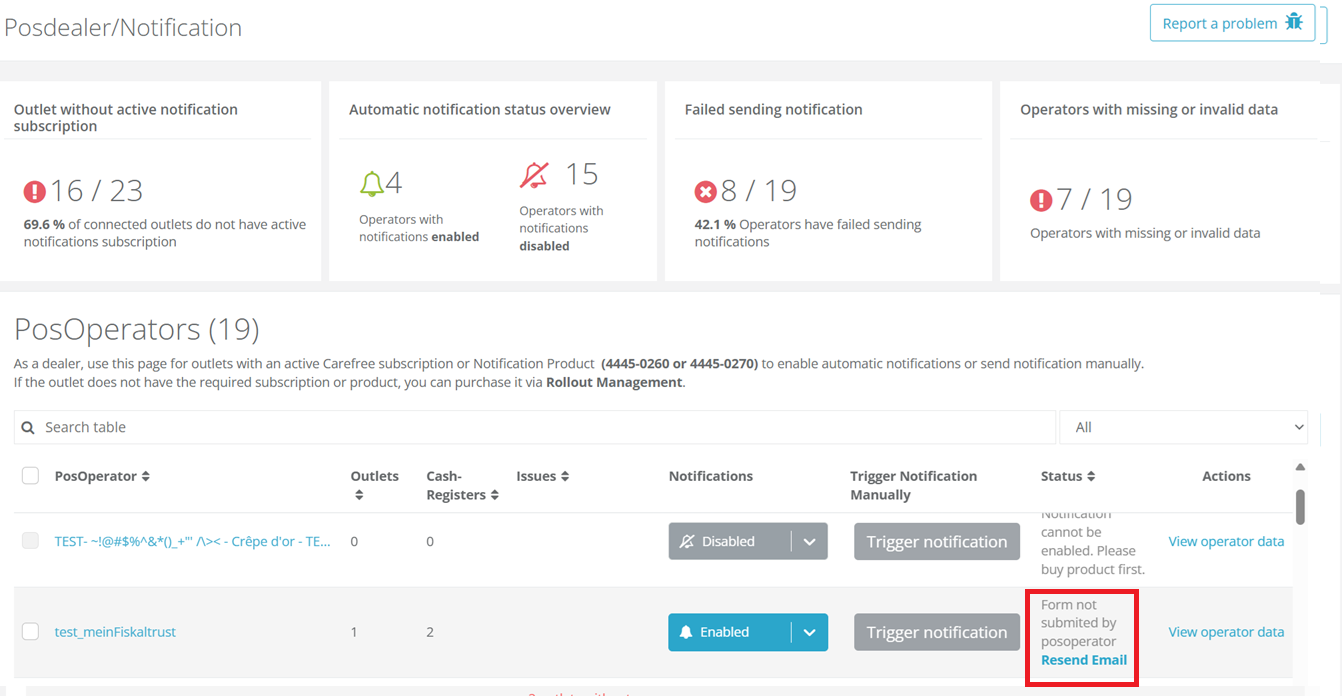 Posdealer/Notification
Report a problem
Outlet without active notification
subscription
16 / 23
69.6 % of connected outlets do not have active
notifications subscription
Automatic notification status overview
4
Operators with
notifications enabled
15
Operators with
notifications
disabled
Failed sending notification
8 / 19
42.1 % Operators have failed sending
notifications
Operators with missing or invalid data
7 / 19
Operators with missing or invalid data
PosOperators (19)
As a dealer, use this page for outlets with an active Carefree subscription or Notification Product (4445-0260 or 4445-0270) to enable automatic notifications or send notification manually.
If the outlet does not have the required subscription or product, you can purchase it via Rollout Management.
Search table
All
PosOperator
Outlets
Cash-
Registers
Issues
Notifications
Trigger Notification
Manually
Status
Actions
TEST- ~!@#$%^&*()_+"' /\>< - Crêpe d'or - TE...
0
0
Disabled
Trigger notification
Notification
cannot be
enabled. Please
buy product first.
View operator data
test_meinFiskaltrust
1
2
Enabled
Trigger notification
Form not
submited by
posoperator
Resend Email
View operator data